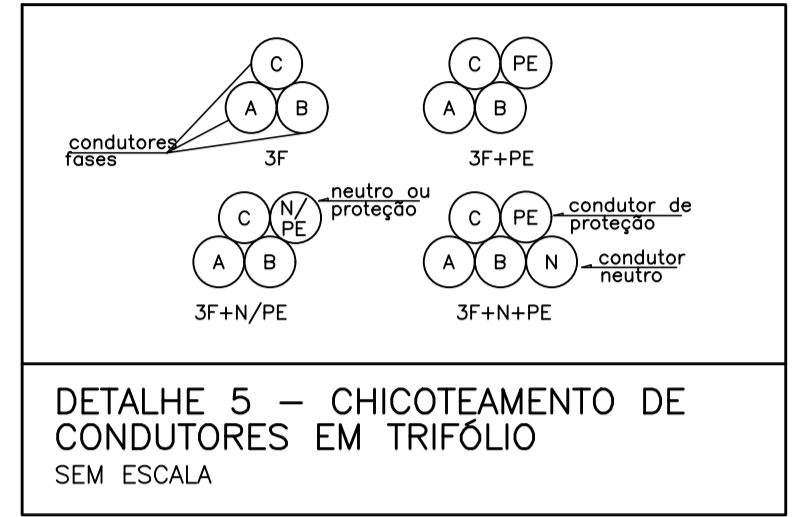 C
A B
condutores
fases
3F
C PE
A B
3F+PE
C N/
PE
neutro ou
proteção
A B
3F+N/PE
C PE
condutor de
proteção
A B N
condutor
neutro
3F+N+PE
DETALHE 5 – CHICOTEAMENTO DE
CONDUTORES EM TRIFÓLIO
SEM ESCALA